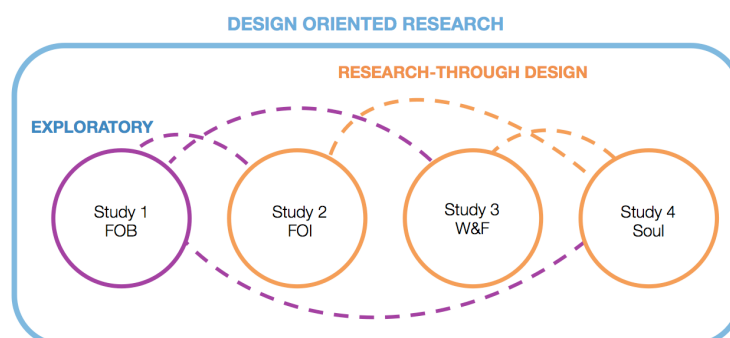 DESIGN ORIENTED RESEARCH
RESEARCH-THROUGH DESIGN
EXPLORATORY
Study 1
FOB
Study 2
FOI
Study 3
W&F
Study 4
Soul